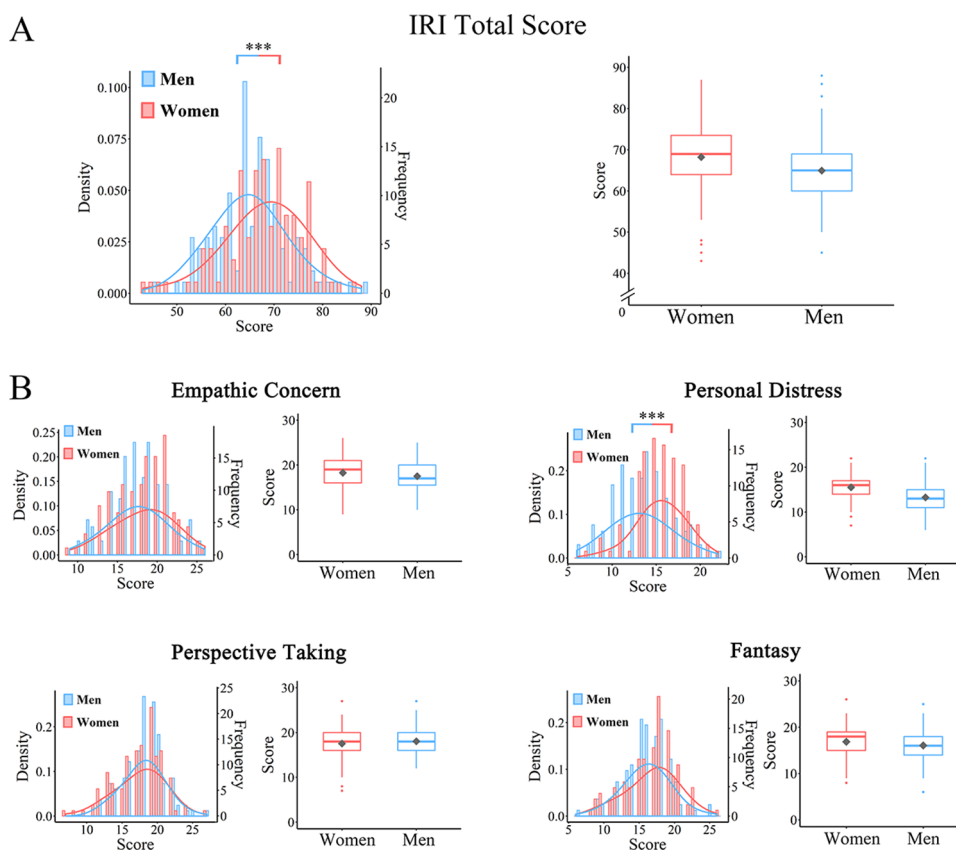 A
IRI Total Score
***
Men
Women
0.100
0.075
0.050
0.025
0.000
Density
20
15
10
5
0
Frequency
50 60 70 80 90
Score
90
80
70
60
50
40
0
Score
Women Men
B
Empathic Concern
Men
Women
0.25
0.20
0.15
0.10
0.05
0.00
Density
15
10
5
0
Frequency
10 15 20 25
Score
30
20
10
0
Score
Women Men
Personal Distress
***
Men
Women
0.2
0.1
0.0
Density
15
10
5
0
Frequency
5 10 15 20
Score
30
20
10
0
Score
Women Men
Perspective Taking
Men
Women
0.2
0.1
0.0
Density
25
20
15
10
5
0
Frequency
10 15 20 25
Score
30
20
10
0
Score
Women Men
Fantasy
Men
Women
0.2
0.1
0.0
Density
20
15
10
5
0
Frequency
5 10 15 20 25
Score
30
20
10
0
Score
Women Men